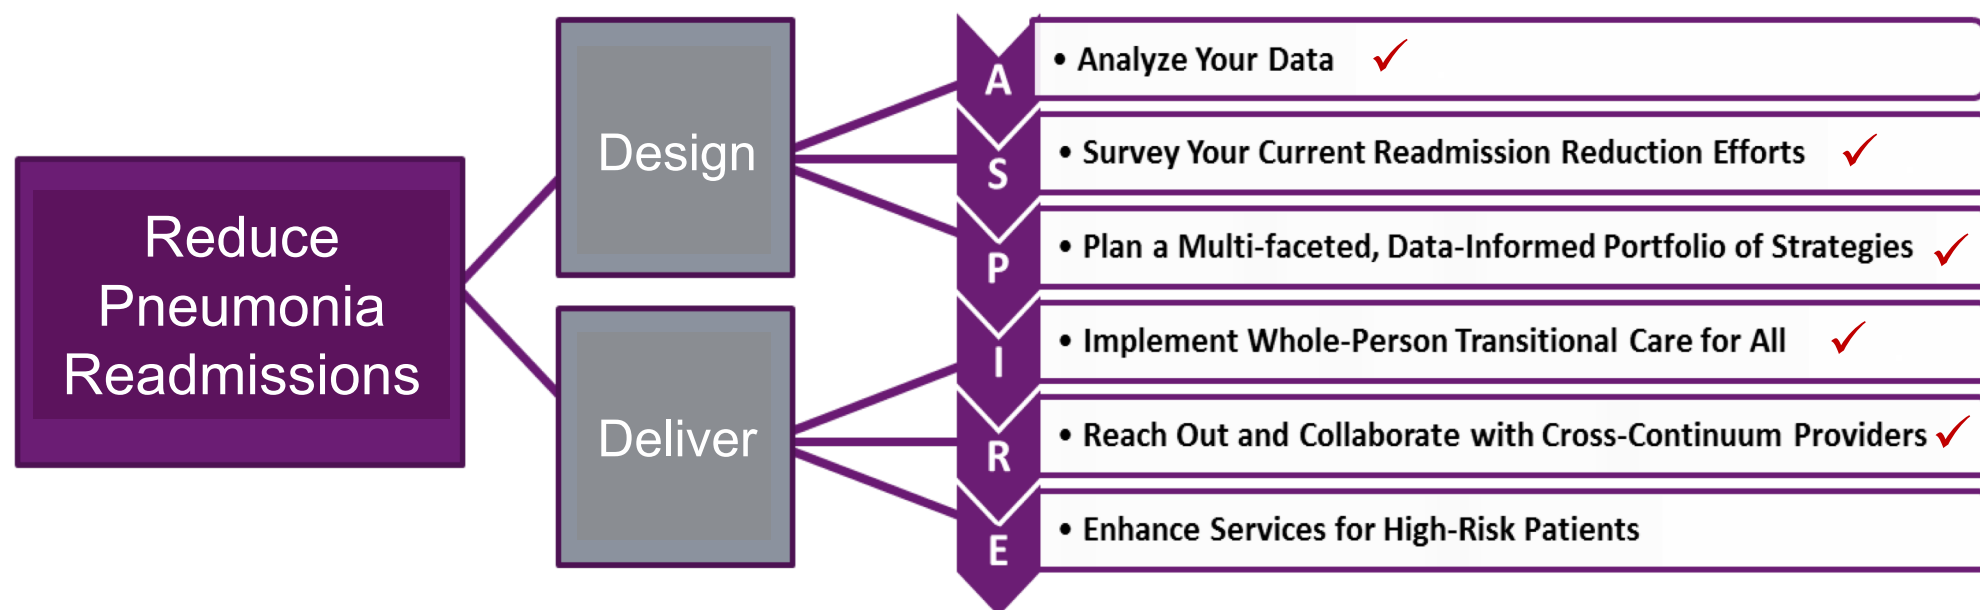 Reduce
Pneumonia
Readmissions
Design
Deliver
A
• Analyze Your Data ✓
S
• Survey Your Current Readmission Reduction Efforts ✓
P
• Plan a Multi-faceted, Data-Informed Portfolio of Strategies ✓
I
• Implement Whole-Person Transitional Care for All ✓
R
• Reach Out and Collaborate with Cross-Continuum Providers ✓
E
• Enhance Services for High-Risk Patients